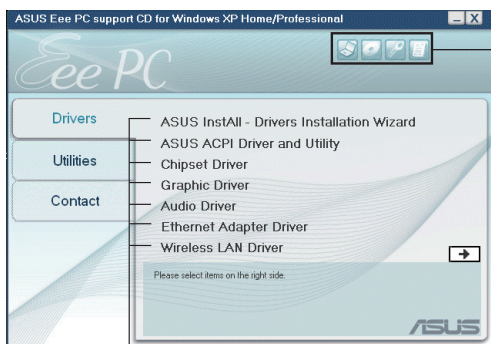 ASUS Eee PC support CD for Windows XP Home/Professional
Eee PC
Drivers
Utilities
Contact
ASUS InstAll - Drivers Installation Wizard
ASUS ACPI Driver and Utility
Chipset Driver
Graphic Driver
Audio Driver
Ethernet Adapter Driver
Wireless LAN Driver
Please select items on the right side.
ASUS